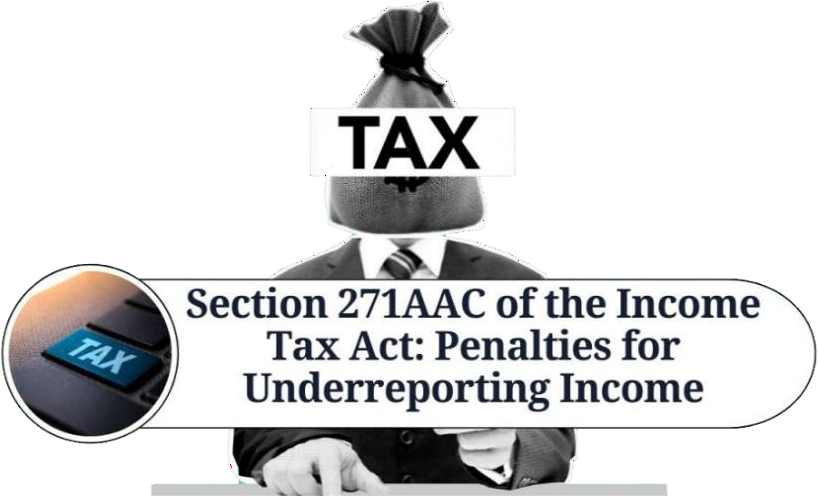 TAX
TAX
Section 271AAC of the Income
Tax Act: Penalties for
Underreporting Income